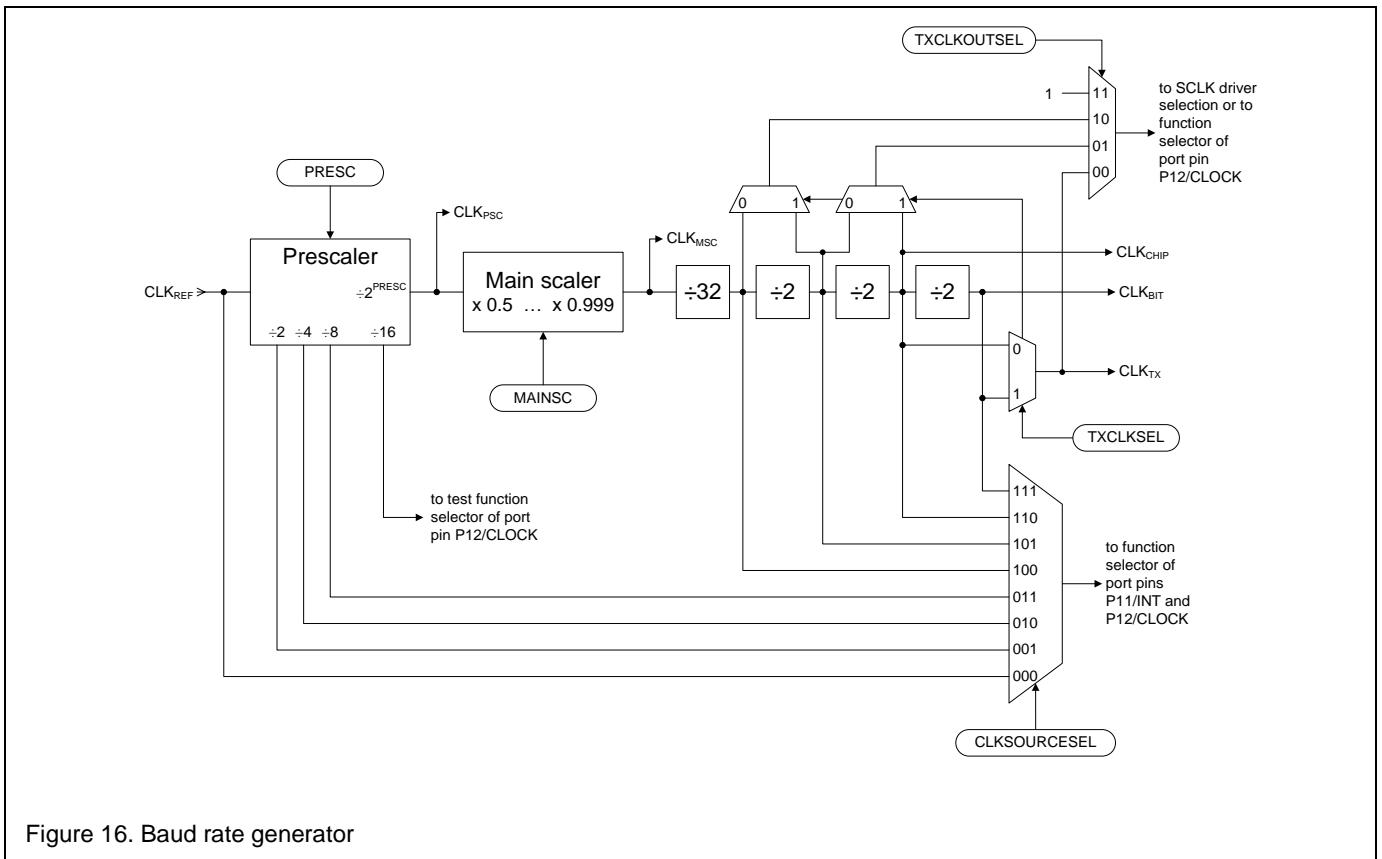 TXCLKOUTSEL
1
11
10
01
00
to SCLK driver
selection or to
function
selector of
port pin
P12/CLOCK
PRESC
0 1
0 1
CLKPSC
CLKMSC
CLKCHIP
Prescaler
÷2^PRESC
CLKREF
÷2 ÷4 ÷8 ÷16
Main scaler
x 0.5 ... x 0.999
÷32
÷2
÷2
÷2
CLKBIT
0
1
CLKTX
MAINSC
TXCLKSEL
to test function
selector of port
pin P12/CLOCK
111
110
101
100
011
010
001
000
to function
selector of
port pins
P11/INT and
P12/CLOCK
CLKSOURCESEL
Figure 16. Baud rate generator